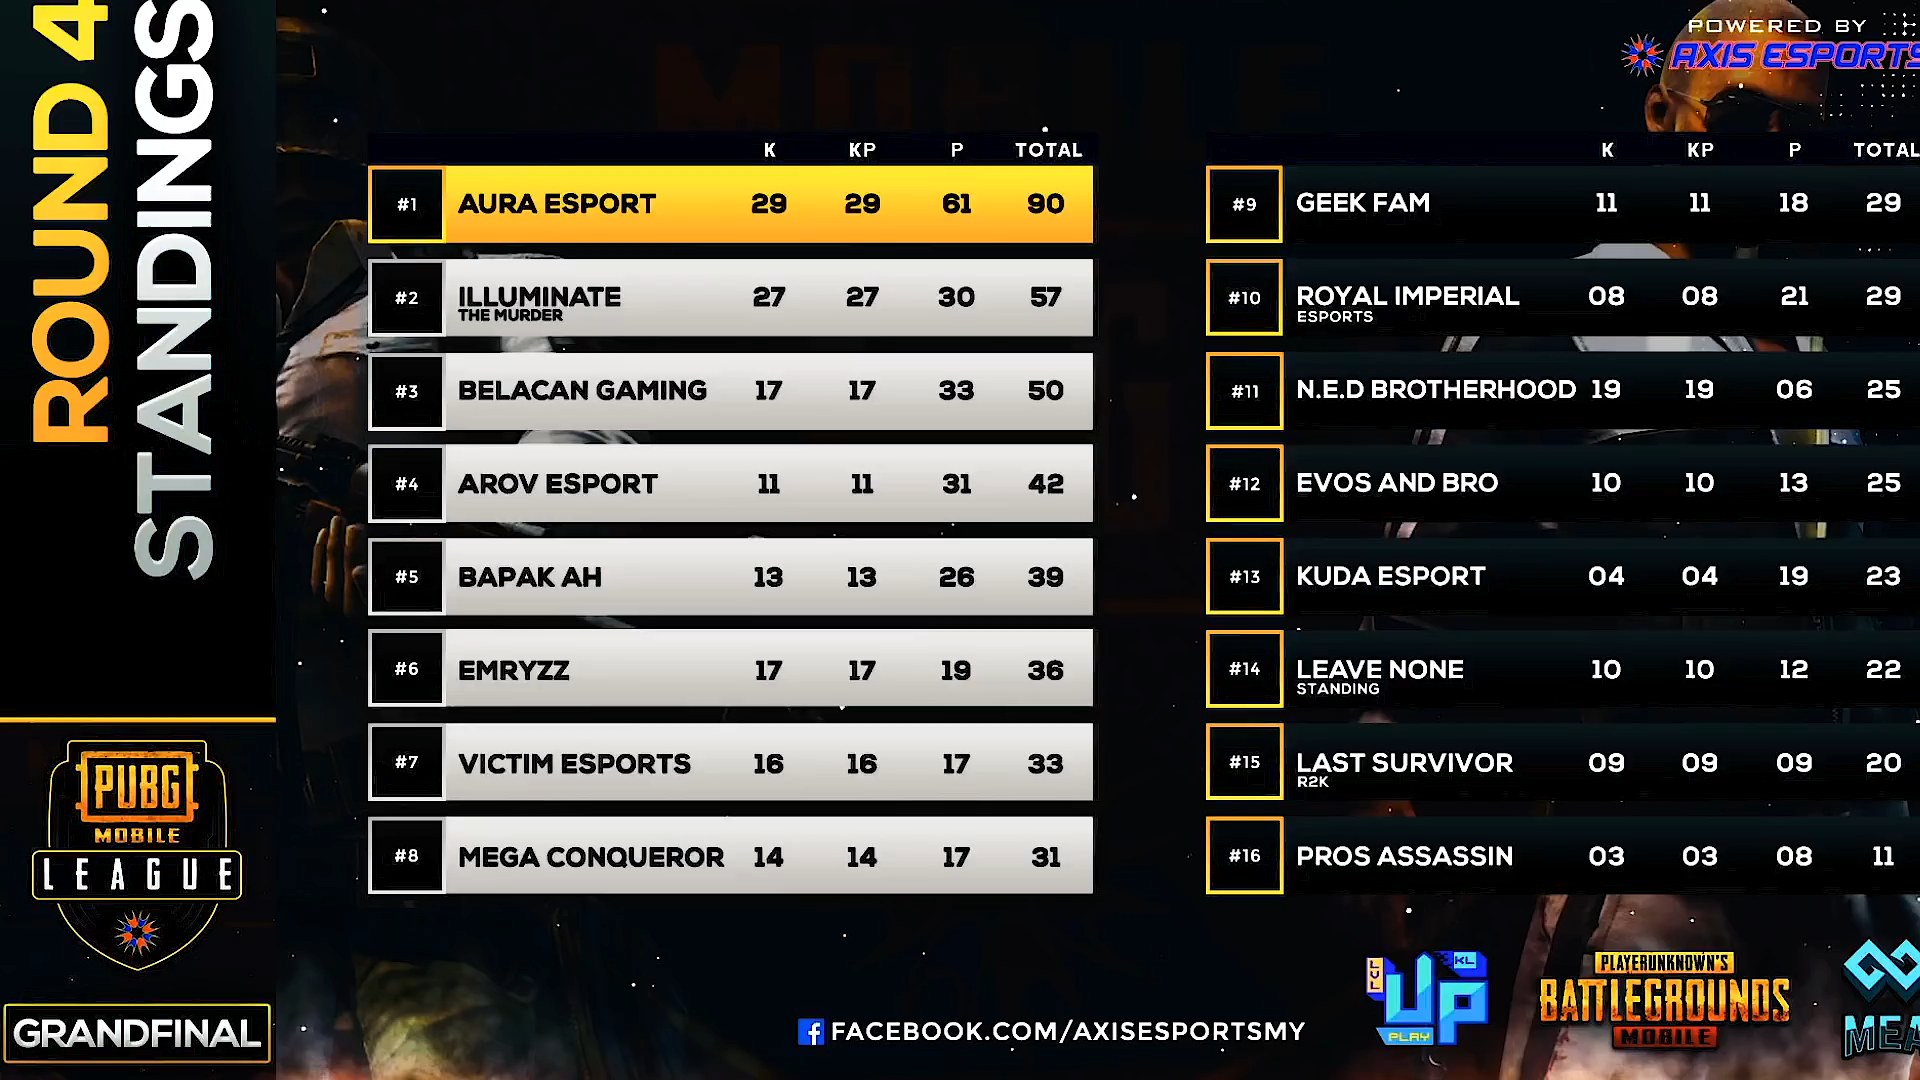 ROUND 4
STANDINGS
POWERED BY
AXIS ESPORTS
K KP P TOTAL
#1 AURA ESPORT 29 29 61 90
#2 ILLUMINATE 27 27 30 57
THE MURDER
#3 BELACAN GAMING 17 17 33 50
#4 AROV ESPORT 11 11 31 42
#5 BAPAK AH 13 13 26 39
#6 EMRYZZ 17 17 19 36
#7 VICTIM ESPORTS 16 16 17 33
#8 MEGA CONQUEROR 14 14 17 31
K KP P TOTAL
#9 GEEK FAM 11 11 18 29
#10 ROYAL IMPERIAL 08 08 21 29
ESPORTS
#11 N.E.D BROTHERHOOD 19 19 06 25
#12 EVOS AND BRO 10 10 13 25
#13 KUDA ESPORT 04 04 19 23
#14 LEAVE NONE 10 10 12 22
STANDING
#15 LAST SURVIVOR 09 09 09 20
R2K
#16 PROS ASSASSIN 03 03 08 11
PUBG
MOBILE
LEAGUE
GRANDFINAL
FACEBOOK.COM/AXISESPORTSMY
LVL UP KL
PLAY
PLAYERUNKNOWN'S
BATTLEGROUNDS
MOBILE